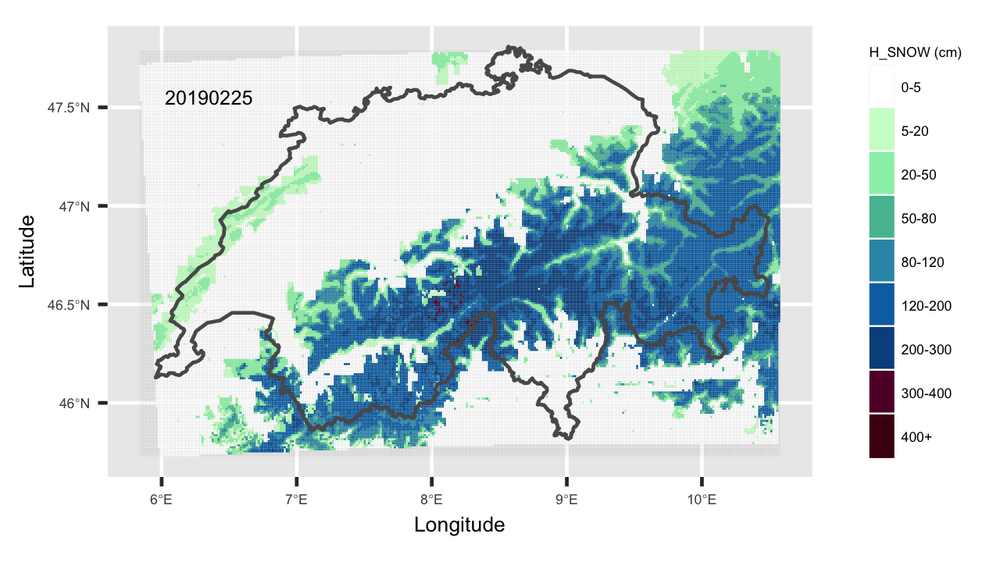 H_SNOW (cm)
0-5
5-20
20-50
50-80
80-120
120-200
200-300
300-400
400+
20190225
Latitude
47.5°N
47°N
46.5°N
46°N
6°E
7°E
8°E
9°E
10°E
Longitude